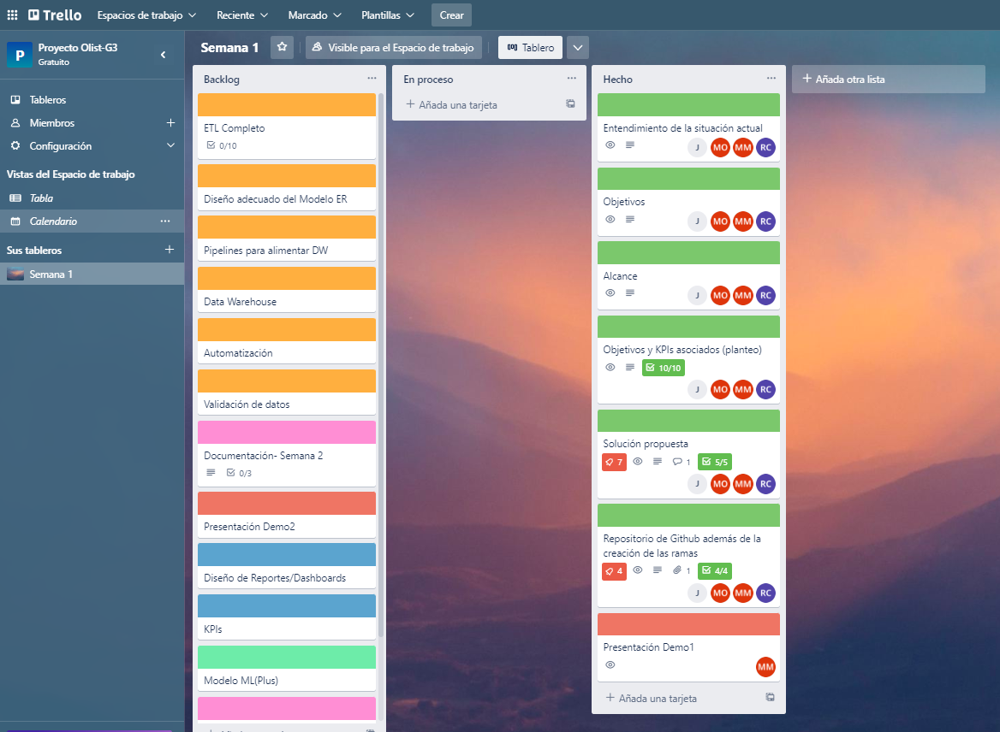 Trello
Espacios de trabajo
Reciente
Marcado
Plantillas
Crear
P
Proyecto Olist-G3
Gratuito
Tableros
Miembros
Configuración
Vistas del Espacio de trabajo
Tabla
Calendario
Sus tableros
Semana 1
Semana 1
Visible para el Espacio de trabajo
Tablero
Backlog
ETL Completo
0/10
Diseño adecuado del Modelo ER
Pipelines para alimentar DW
Data Warehouse
Automatización
Validación de datos
Documentación- Semana 2
0/3
Presentación Demo2
Diseño de Reportes/Dashboards
KPIs
Modelo ML(Plus)
En proceso
Añada una tarjeta
Hecho
Entendimiento de la situación actual
J MO MM RC
Objetivos
J MO MM RC
Alcance
J MO MM RC
Objetivos y KPIs asociados (planteo)
10/10
J MO MM RC
Solución propuesta
7 1 5/5
J MO MM RC
Repositorio de Github además de la
creación de las ramas
4 1 4/4
J MO MM RC
Presentación Demo1
MM
Añada una tarjeta
Añada otra lista